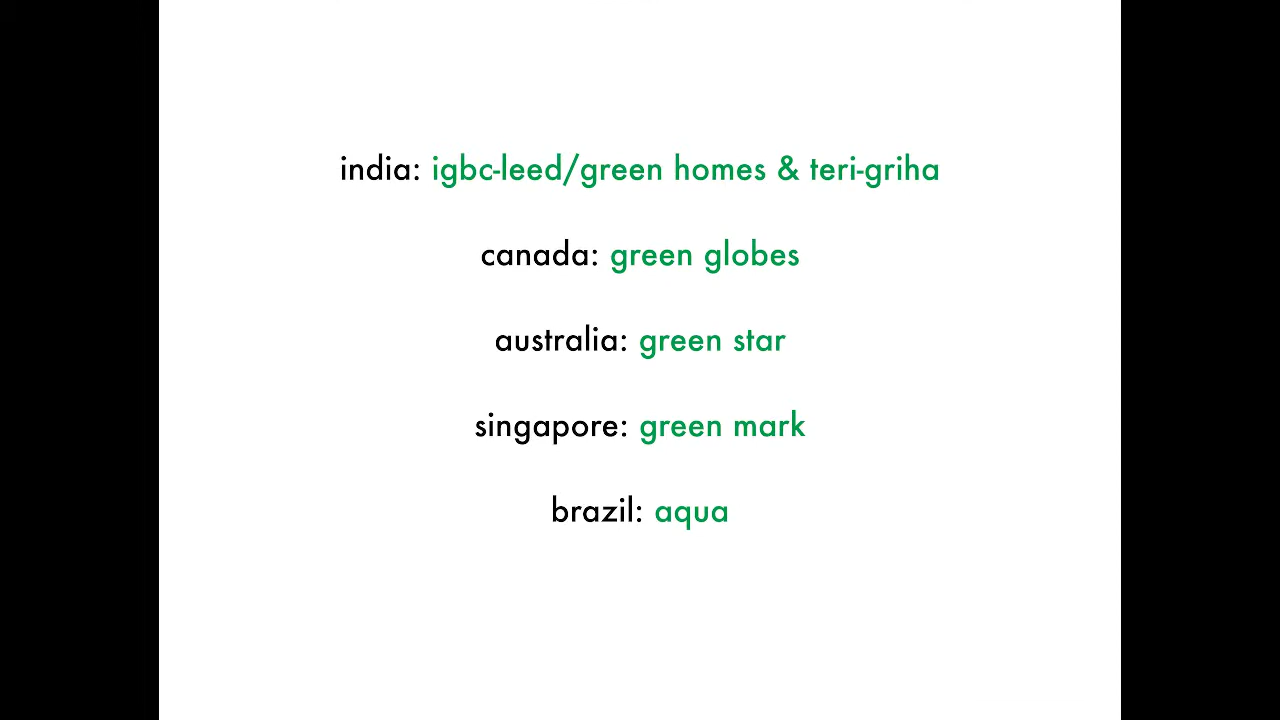 india: igbc-leed/green homes & teri-griha
canada: green globes
australia: green star
singapore: green mark
brazil: aqua